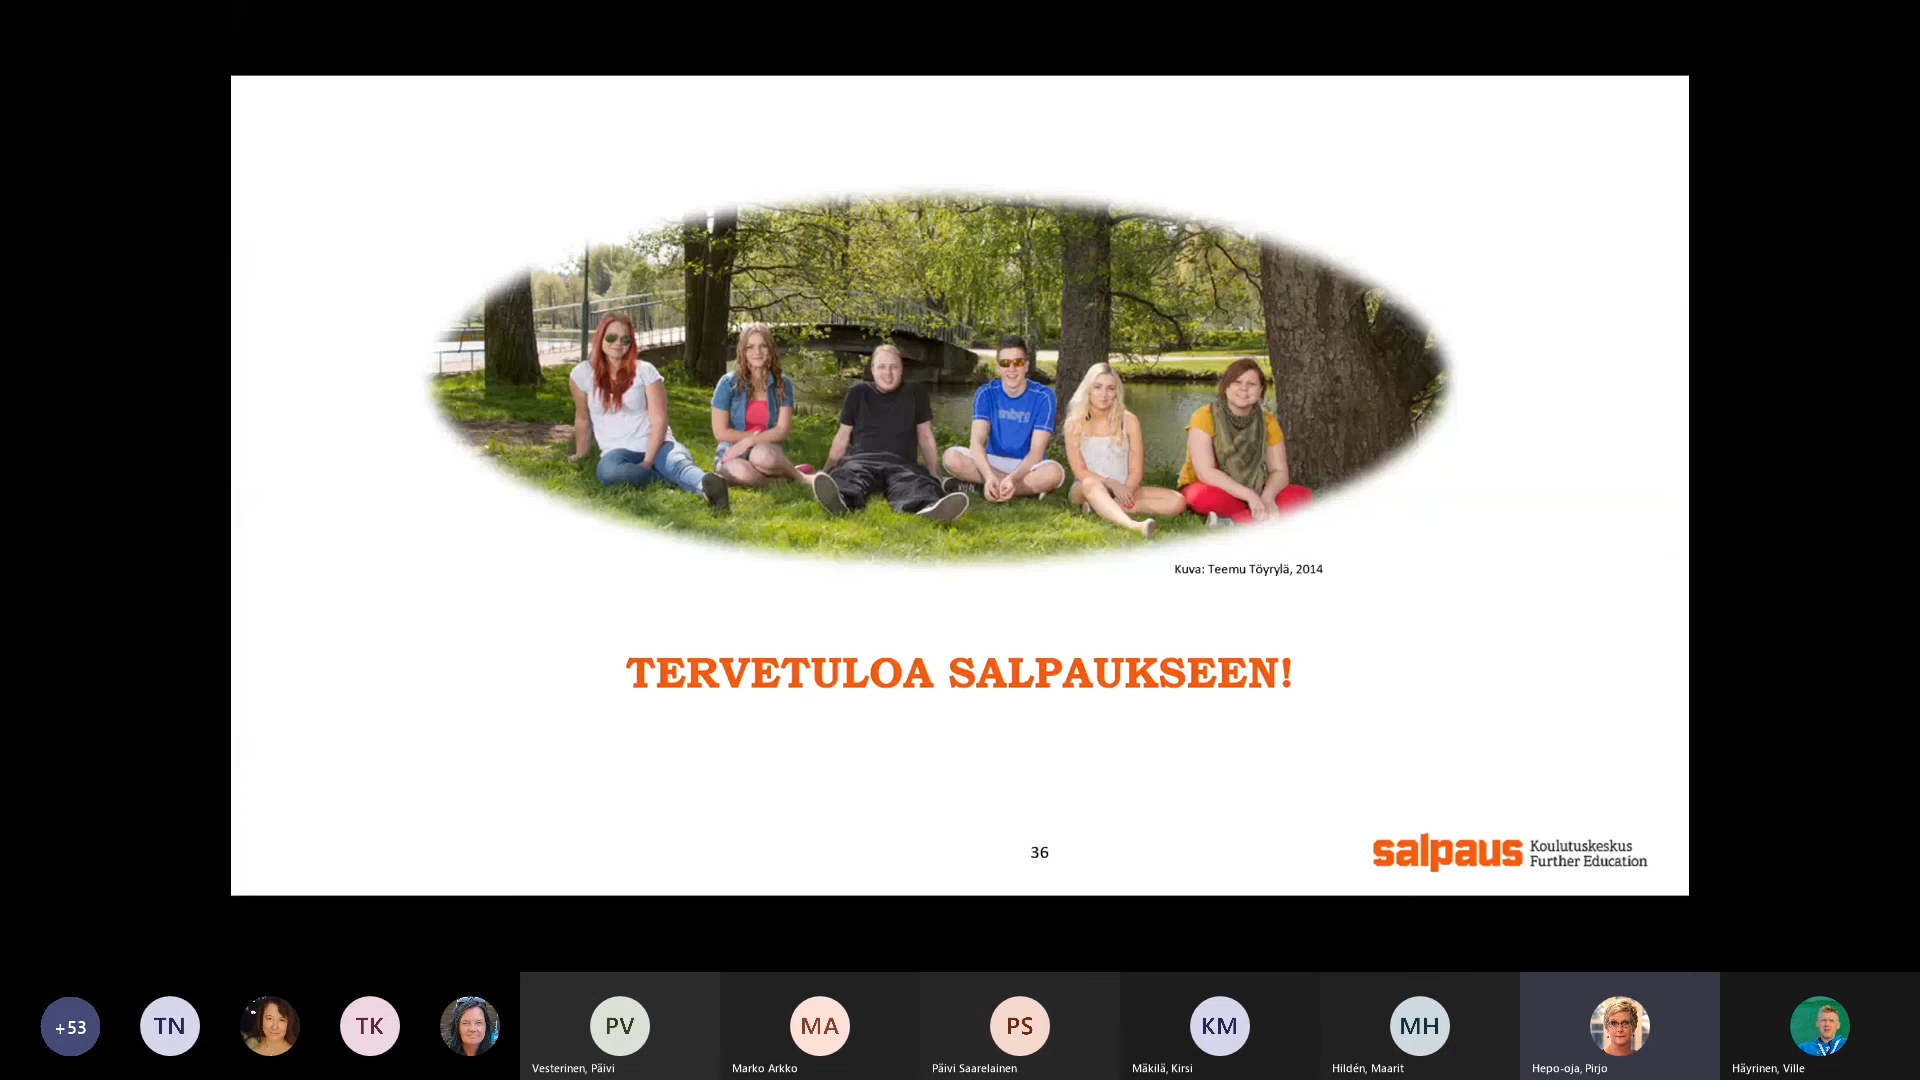 mbrg
Kuva: Teemu Töyrylä, 2014
TERVETULOA SALPAUKSEEN!
36
salpaus Koulutuskeskus
Further Education
+53
TN
TK
PV
MA
PS
KM
MH
Vesterinen, Päivi
Marko Arkko
Päivi Saarelainen
Mäkilä, Kirsi
Hildén, Maarit
Hepo-oja, Pirjo
Häyrinen, Ville